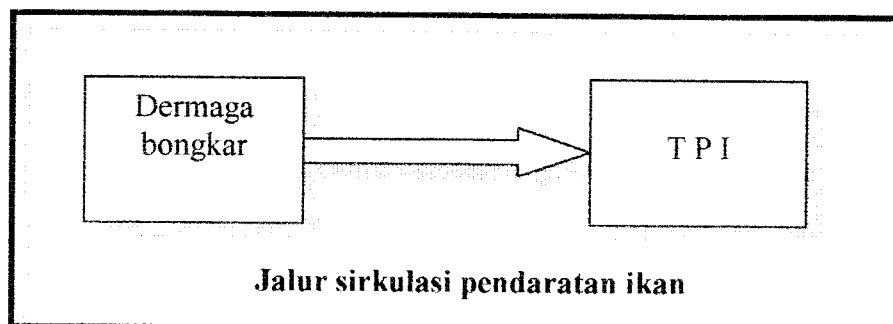 Dermaga
bongkar
T P I
Jalur sirkulasi pendaratan ikan